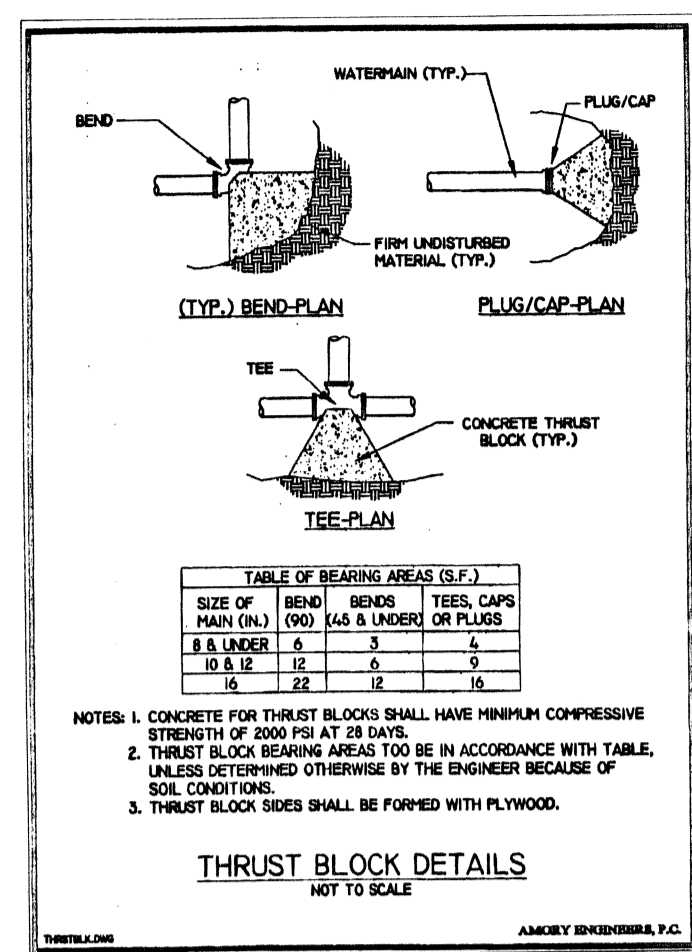 WATERMAIN (TYP.)
PLUG/CAP
BEND
FIRM UNDISTURBED
MATERIAL (TYP.)
(TYP.) BEND-PLAN
PLUG/CAP-PLAN
TEE
CONCRETE THRUST
BLOCK (TYP.)
TEE-PLAN
TABLE OF BEARING AREAS (S.F.)
SIZE OF MAIN (IN.) BEND (90) BENDS (45 & UNDER) TEES, CAPS OR PLUGS
8 & UNDER 6 3 4
10 & 12 12 6 9
16 22 12 16
NOTES: 1. CONCRETE FOR THRUST BLOCKS SHALL HAVE MINIMUM COMPRESSIVE
STRENGTH OF 2000 PSI AT 28 DAYS.
2. THRUST BLOCK BEARING AREAS TOO BE IN ACCORDANCE WITH TABLE,
UNLESS DETERMINED OTHERWISE BY THE ENGINEER BECAUSE OF
SOIL CONDITIONS.
3. THRUST BLOCK SIDES SHALL BE FORMED WITH PLYWOOD.
THRUST BLOCK DETAILS
NOT TO SCALE
THRSTBLK.DWG
AMORY ENGINEERS, P.C.